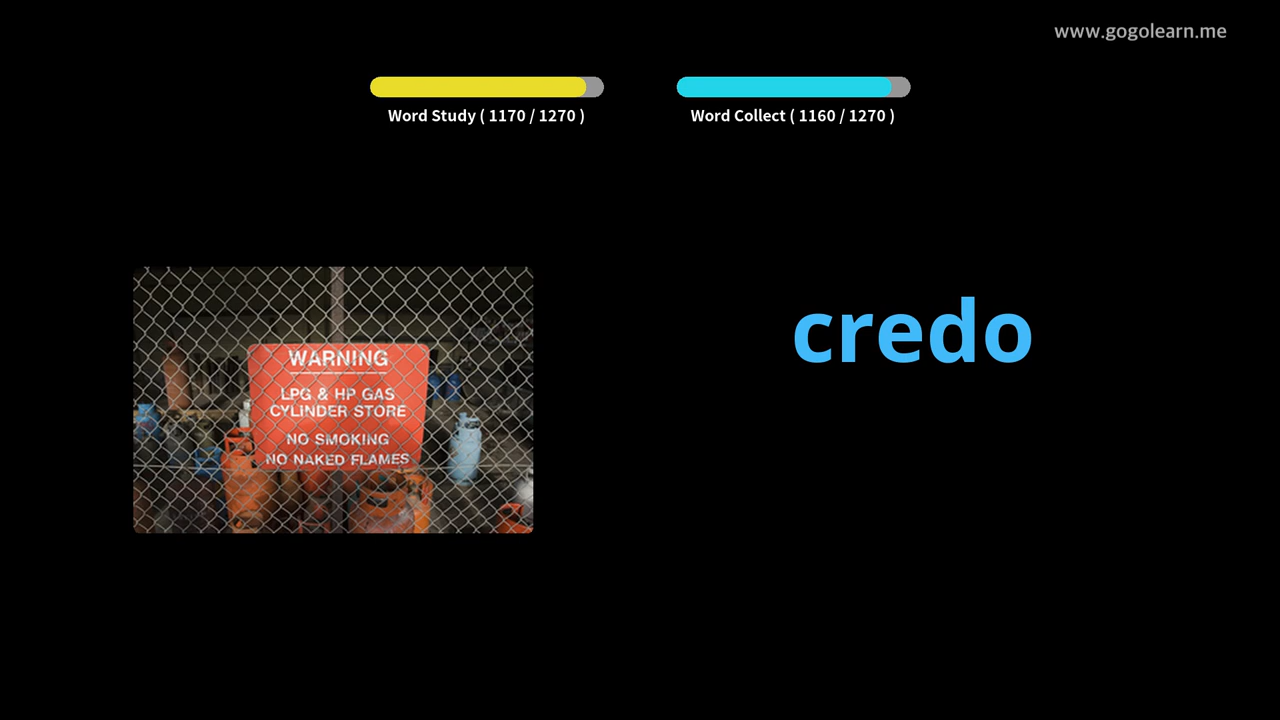 www.gogolearn.me
Word Study ( 1170 / 1270 )
Word Collect ( 1160 / 1270 )
WARNING
LPG & HP GAS
CYLINDER STORE
NO SMOKING
NO NAKED FLAMES
credo